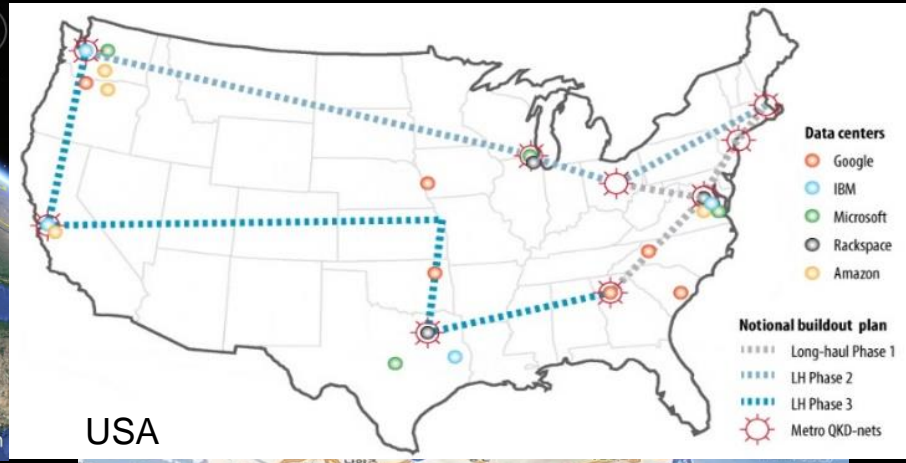 Data centers
Google
IBM
Microsoft
Rackspace
Amazon
Notional buildout plan
Long-haul Phase 1
LH Phase 2
LH Phase 3
Metro QKD-nets
USA